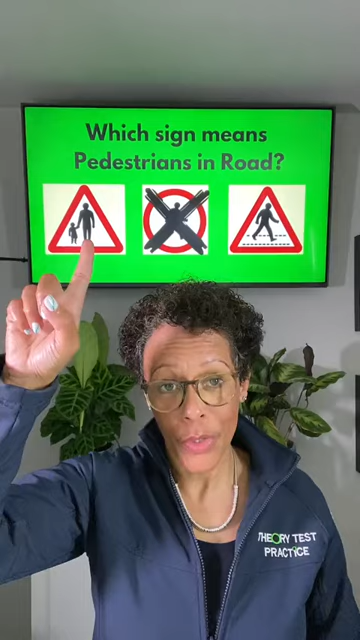 Which sign means
Pedestrians in Road?
THEORY TEST
PRACTICE